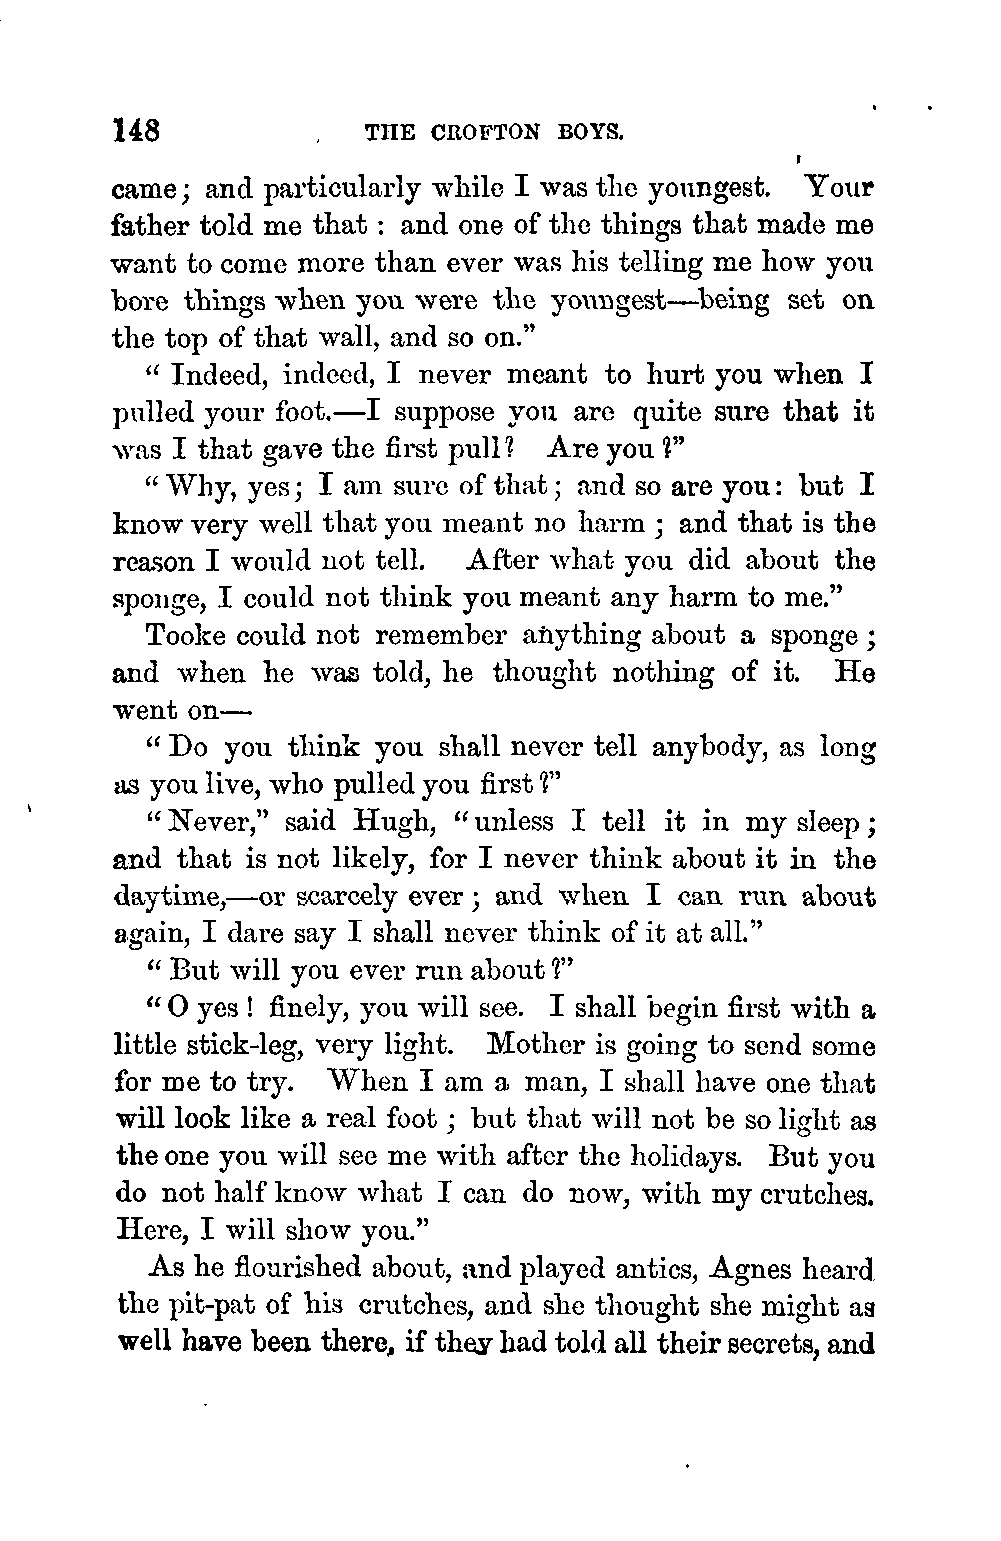 148 THE CROFTON BOYS.
came; and particularly while I was the youngest. Your
father told me that : and one of the things that made me
want to come more than ever was his telling me how you
bore things when you were the youngest—being set on
the top of that wall, and so on.”
“ Indeed, indeed, I never meant to hurt you when I
pulled your foot.—I suppose you are quite sure that it
was I that gave the first pull? Are you ?”
“ Why, yes; I am sure of that; and so are you: but I
know very well that you meant no harm ; and that is the
reason I would not tell. After what you did about the
sponge, I could not think you meant any harm to me.”
Tooke could not remember anything about a sponge ;
and when he was told, he thought nothing of it. He
went on—
“ Do you think you shall never tell anybody, as long
as you live, who pulled you first ?”
“ Never,” said Hugh, “ unless I tell it in my sleep ;
and that is not likely, for I never think about it in the
daytime,—or scarcely ever ; and when I can run about
again, I dare say I shall never think of it at all.”
“ But will you ever run about ?”
“ O yes ! finely, you will see. I shall begin first with a
little stick-leg, very light. Mother is going to send some
for me to try. When I am a man, I shall have one that
will look like a real foot ; but that will not be so light as
the one you will see me with after the holidays. But you
do not half know what I can do now, with my crutches.
Here, I will show you.”
As he flourished about, and played antics, Agnes heard
the pit-pat of his crutches, and she thought she might as
well have been there, if they had told all their secrets, and